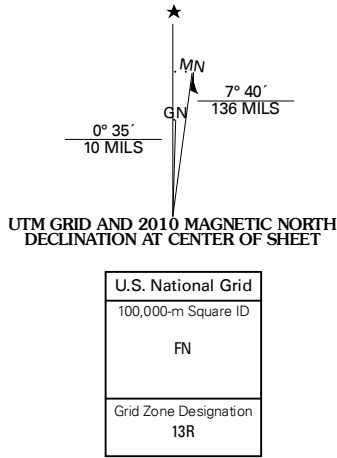 ★
MN
7° 40´
136 MILS
GN
0° 35´
10 MILS
UTM GRID AND 2010 MAGNETIC NORTH
DECLINATION AT CENTER OF SHEET
U.S. National Grid
100,000-m Square ID
FN
Grid Zone Designation
13R